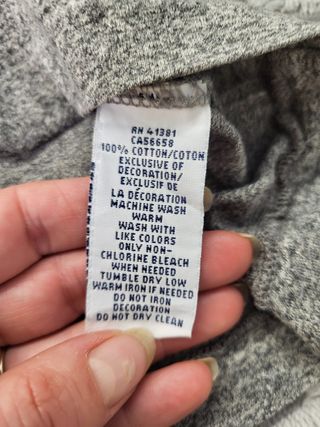 RN 41381
CA56658
100% COTTON/COTON
EXCLUSIVE OF
DECORATION/
EXCLUSIF DE
LA DÉCORATION
MACHINE WASH
WARM
WASH WITH
LIKE COLORS
ONLY NON-
CHLORINE BLEACH
WHEN NEEDED
TUMBLE DRY LOW
WARM IRON IF NEEDED
DO NOT IRON
DECORATION
DO NOT DRY CLEAN